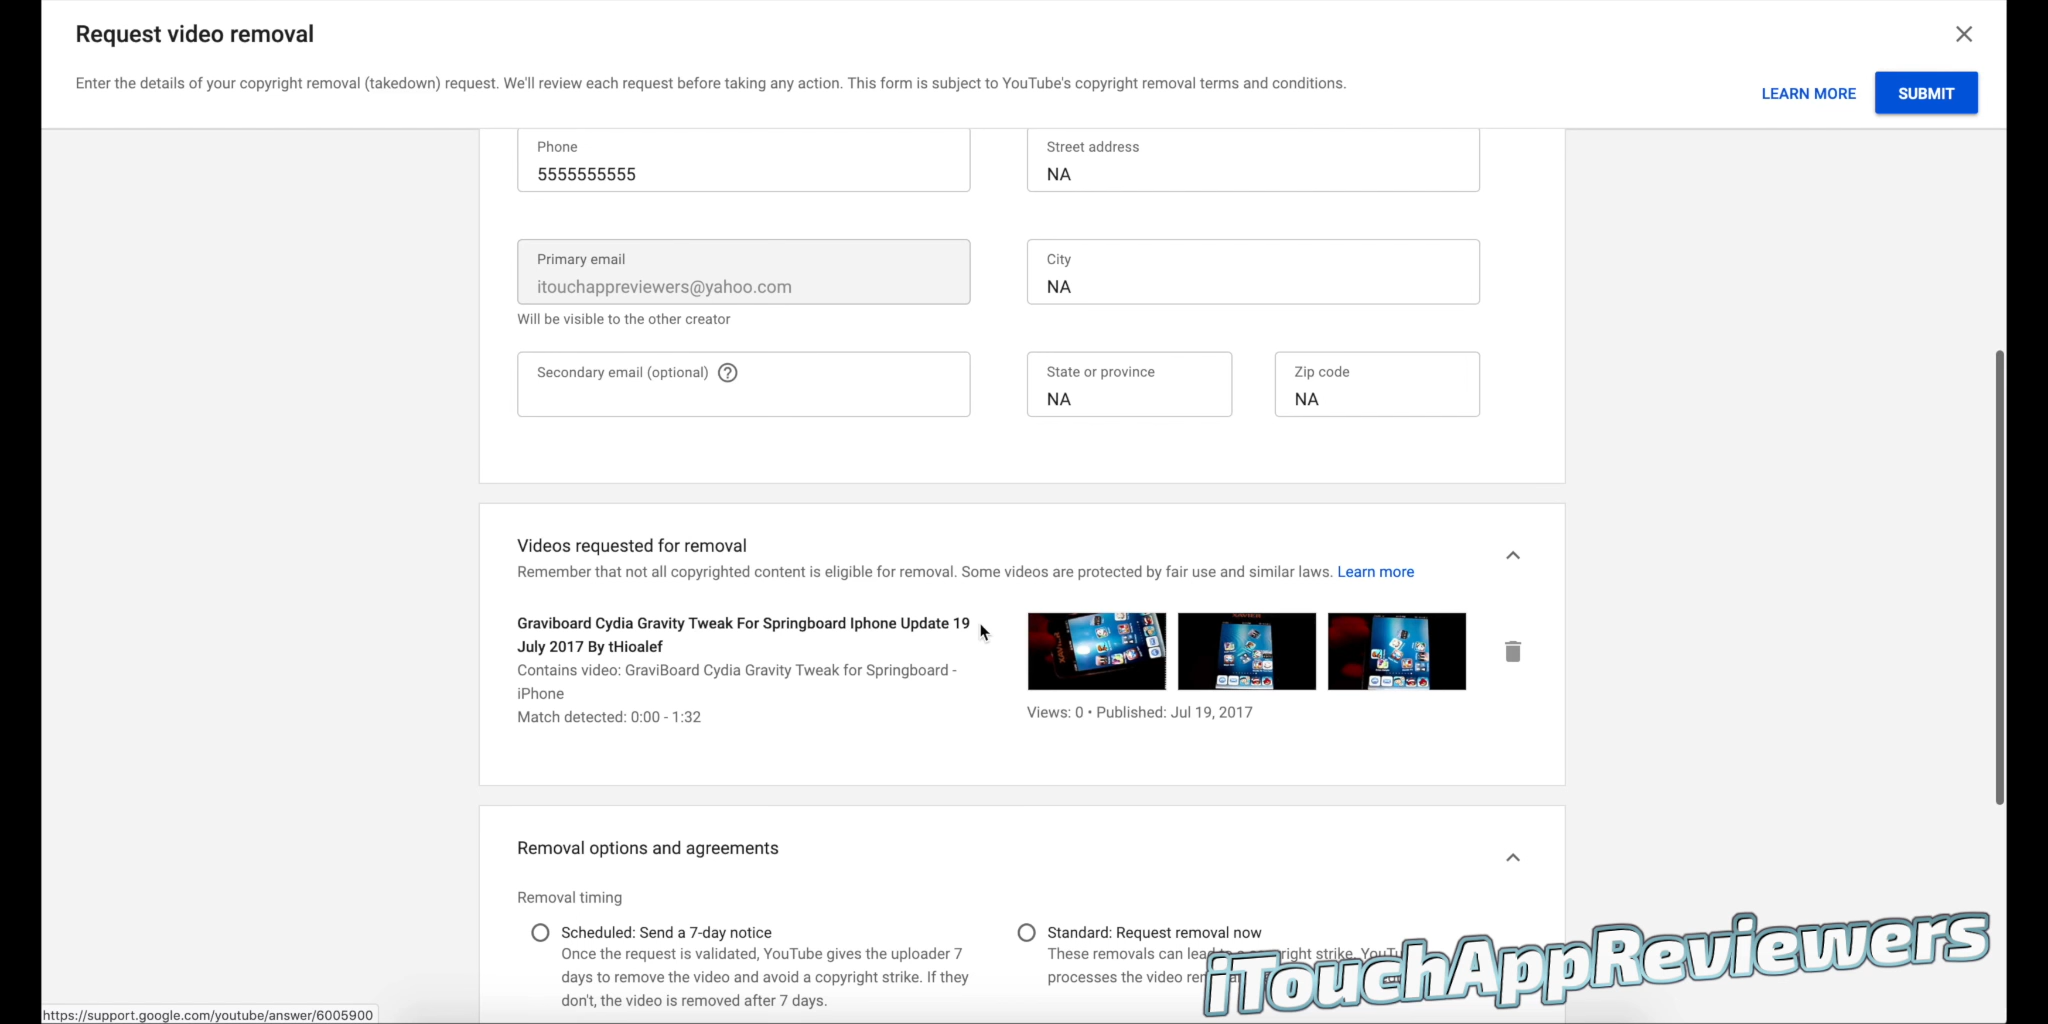 Request video removal
Enter the details of your copyright removal (takedown) request. We'll review each request before taking any action. This form is subject to YouTube's copyright removal terms and conditions.
LEARN MORE
SUBMIT
Phone
5555555555
Street address
NA
Primary email
itouchappreviewers@yahoo.com
Will be visible to the other creator
City
NA
Secondary email (optional)
State or province
NA
Zip code
NA
Videos requested for removal
Remember that not all copyrighted content is eligible for removal. Some videos are protected by fair use and similar laws. Learn more
Graviboard Cydia Gravity Tweak For Springboard Iphone Update 19
July 2017 By tHioalef
Contains video: GraviBoard Cydia Gravity Tweak for Springboard -
iPhone
Match detected: 0:00 - 1:32
Views: 0 • Published: Jul 19, 2017
Removal options and agreements
Removal timing
Scheduled: Send a 7-day notice
Once the request is validated, YouTube gives the uploader 7
days to remove the video and avoid a copyright strike. If they
don't, the video is removed after 7 days.
Standard: Request removal now
These removals can lead
right strike.
processes the video
iTouchAppReviewers
https://support.google.com/youtube/answer/6005900